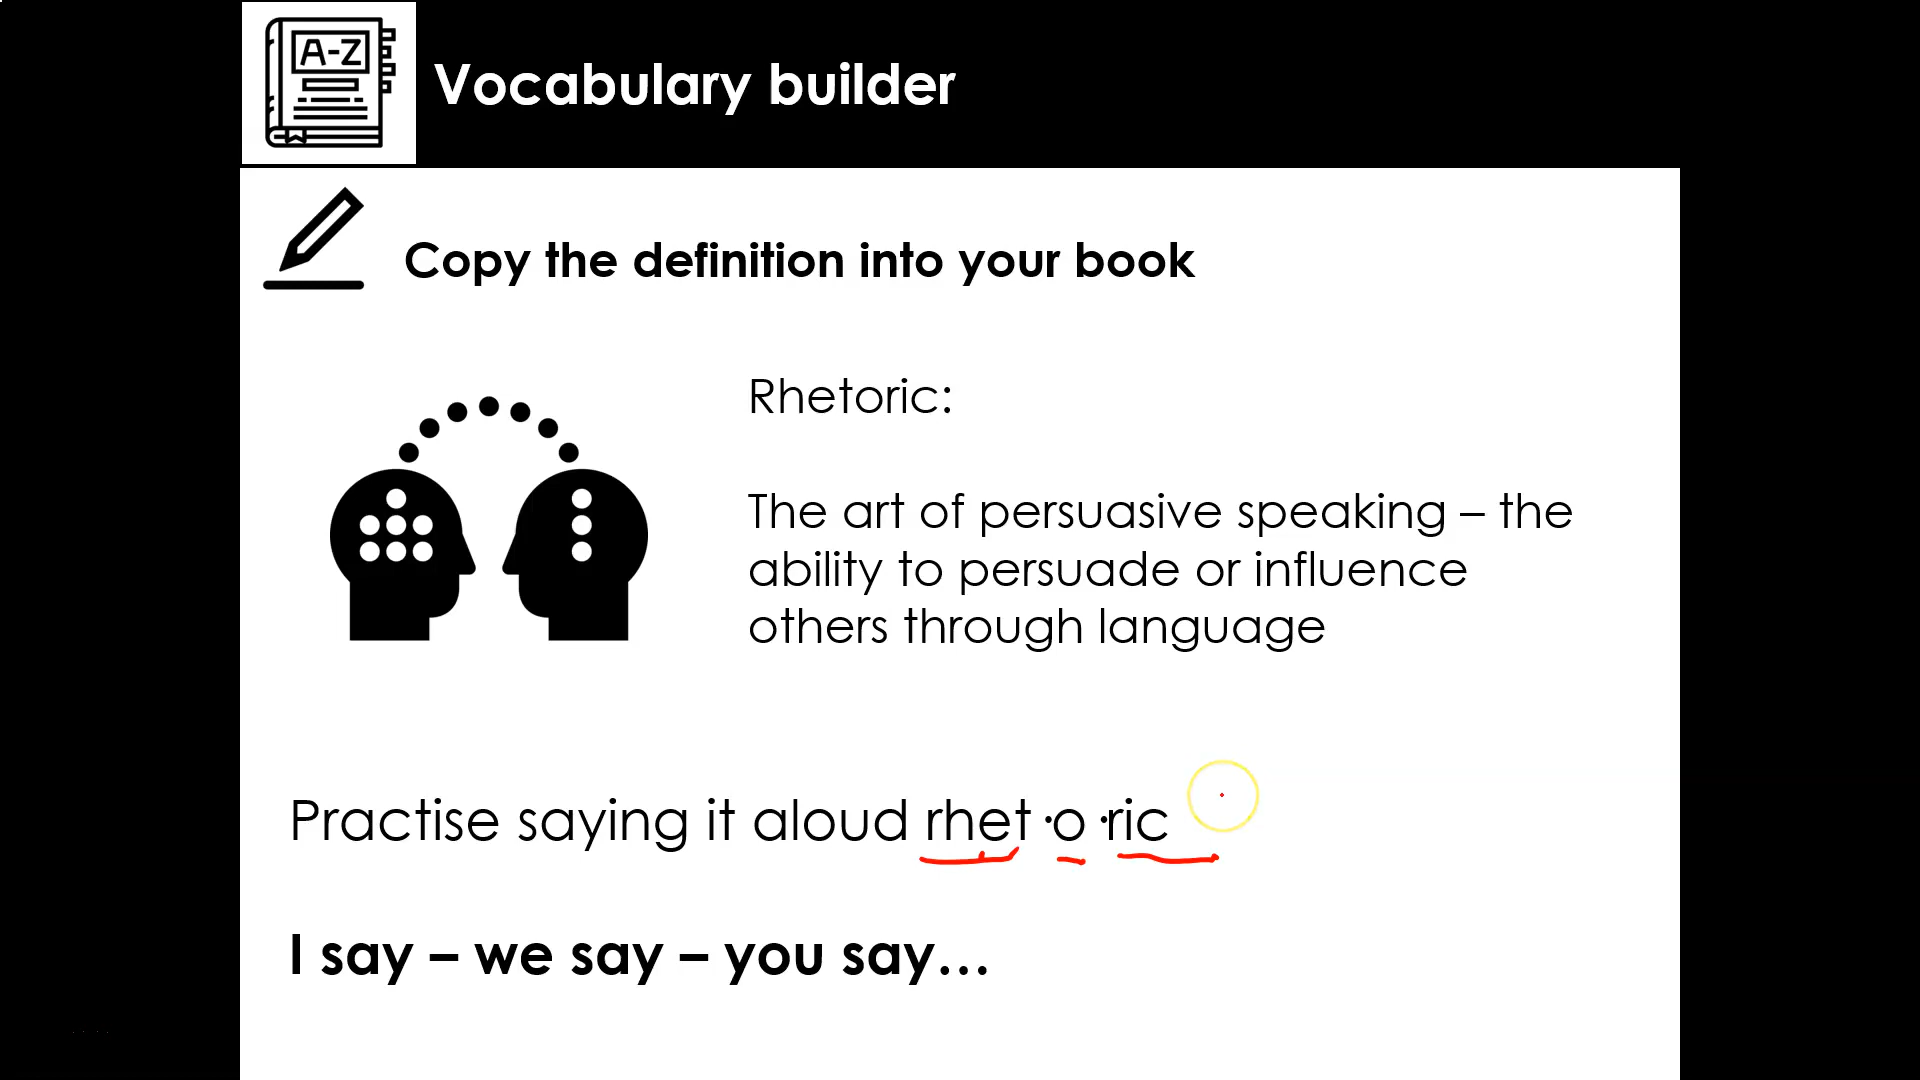 A-Z
Vocabulary builder
Copy the definition into your book
Rhetoric:
The art of persuasive speaking – the
ability to persuade or influence
others through language
Practise saying it aloud rhet ·o ·ric
I say – we say – you say…